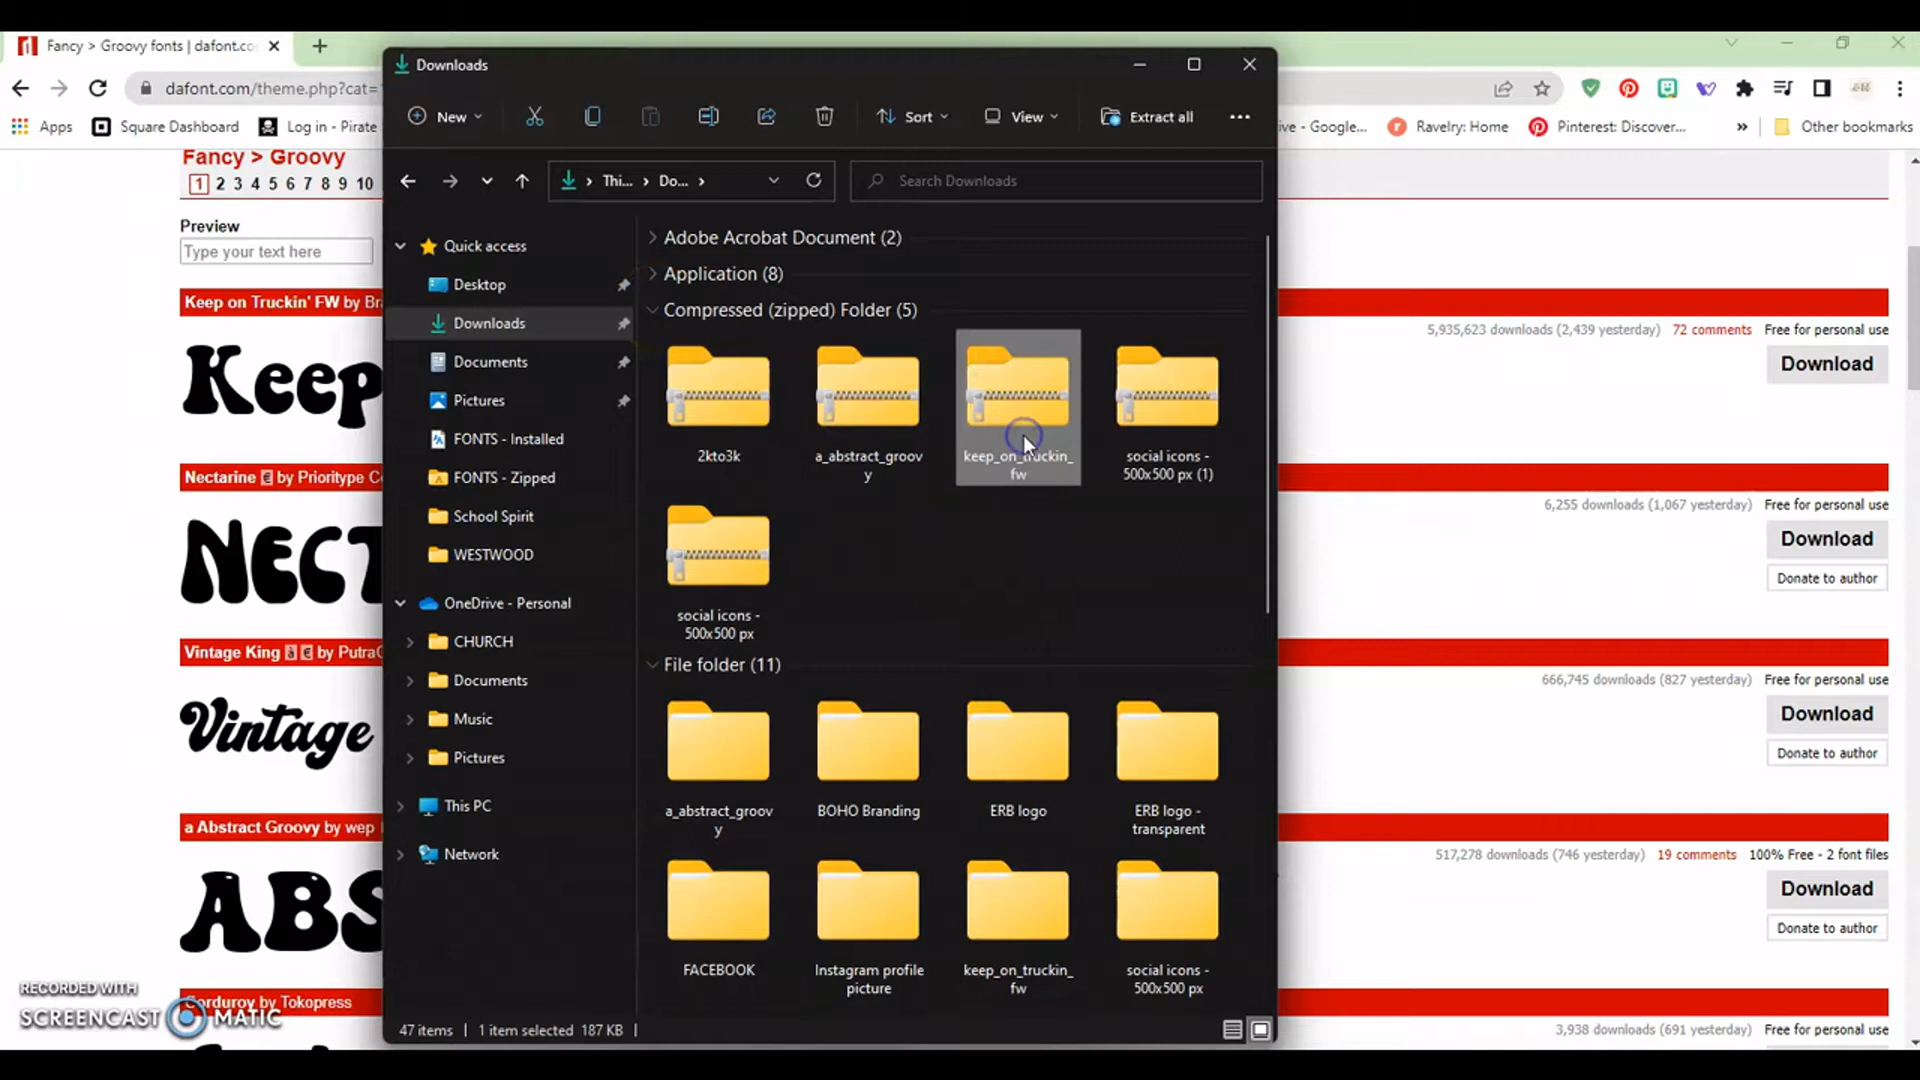 Fancy > Groovy fonts | dafont.co
dafont.com/theme.php?cat=
Apps
Square Dashboard
Log in - Pirate
ive - Google...
Ravelry: Home
Pinterest: Discover...
»
Other bookmarks
Fancy > Groovy
1 2 3 4 5 6 7 8 9 10
Preview
Type your text here
Keep on Truckin' FW by Br
5,935,623 downloads (2,439 yesterday) 72 comments Free for personal use
Keep
Download
Nectarine € by Prioritype C
6,255 downloads (1,067 yesterday) Free for personal use
NECT
Download
Donate to author
Vintage King à € by Putra
666,745 downloads (827 yesterday) Free for personal use
Vintage
Download
Donate to author
a Abstract Groovy by wep
517,278 downloads (746 yesterday) 19 comments 100% Free - 2 font files
ABS
Download
Donate to author
Corduroy by Tokopress
3,938 downloads (691 yesterday) Free for personal use
Downloads
New
Sort
View
Extract all
Thi...
Do...
Search Downloads
Quick access
Desktop
Downloads
Documents
Pictures
FONTS - Installed
FONTS - Zipped
School Spirit
WESTWOOD
OneDrive - Personal
CHURCH
Documents
Music
Pictures
This PC
Network
Adobe Acrobat Document (2)
Application (8)
Compressed (zipped) Folder (5)
2kto3k
a_abstract_groov
y
keep_on_truckin_
fw
social icons -
500x500 px (1)
social icons -
500x500 px
File folder (11)
a_abstract_groov
y
BOHO Branding
ERB logo
ERB logo -
transparent
FACEBOOK
Instagram profile
picture
keep_on_truckin_
fw
social icons -
500x500 px
47 items
1 item selected 187 KB
RECORDED WITH
SCREENCAST MATIC